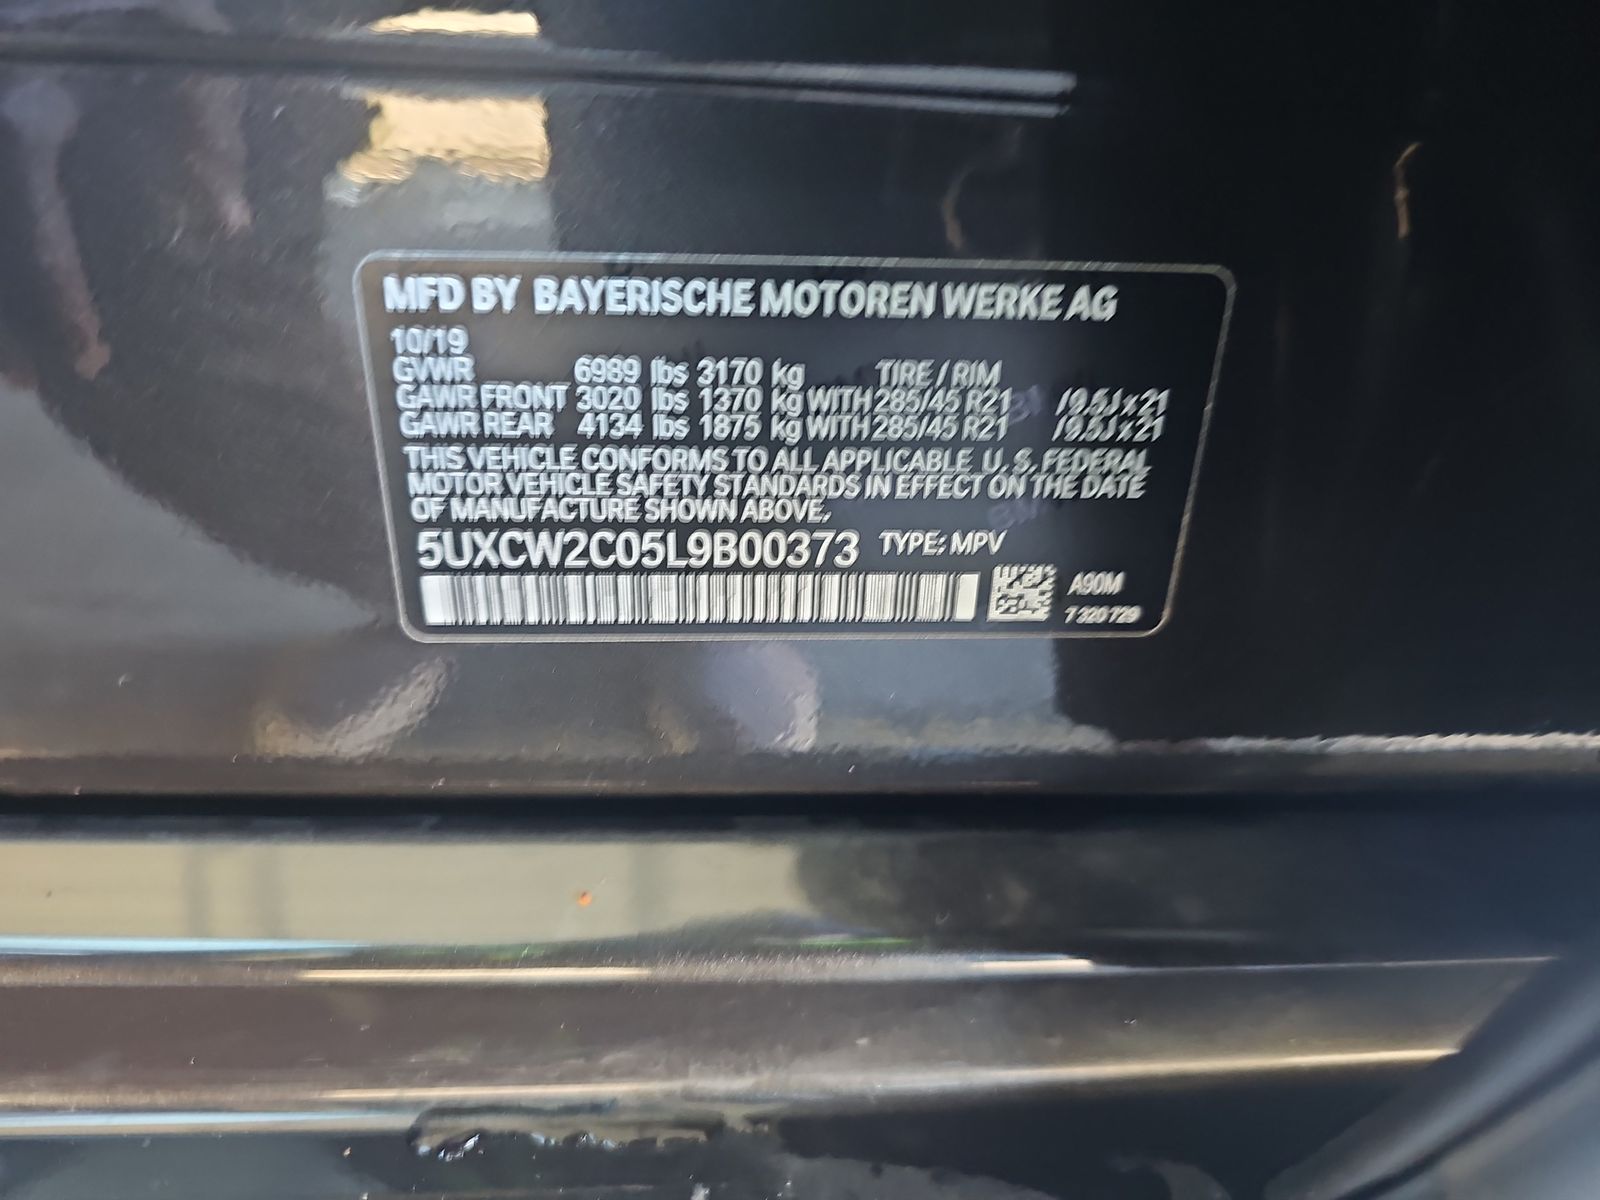 MFD BY BAYERISCHE MOTOREN WERKE AG
10/19
GVWR 6989 lbs 3170 kg TIRE / RIM
GAWR FRONT 3020 lbs 1370 kg WITH 285/45 R21 / 9.5J x 21
GAWR REAR 4134 lbs 1875 kg WITH 285/45 R21 / 9.5J x 21
THIS VEHICLE CONFORMS TO ALL APPLICABLE U. S. FEDERAL
MOTOR VEHICLE SAFETY STANDARDS IN EFFECT ON THE DATE
OF MANUFACTURE SHOWN ABOVE.
5UXCW2C05L9B00373 TYPE: MPV
A90M
7 320 729